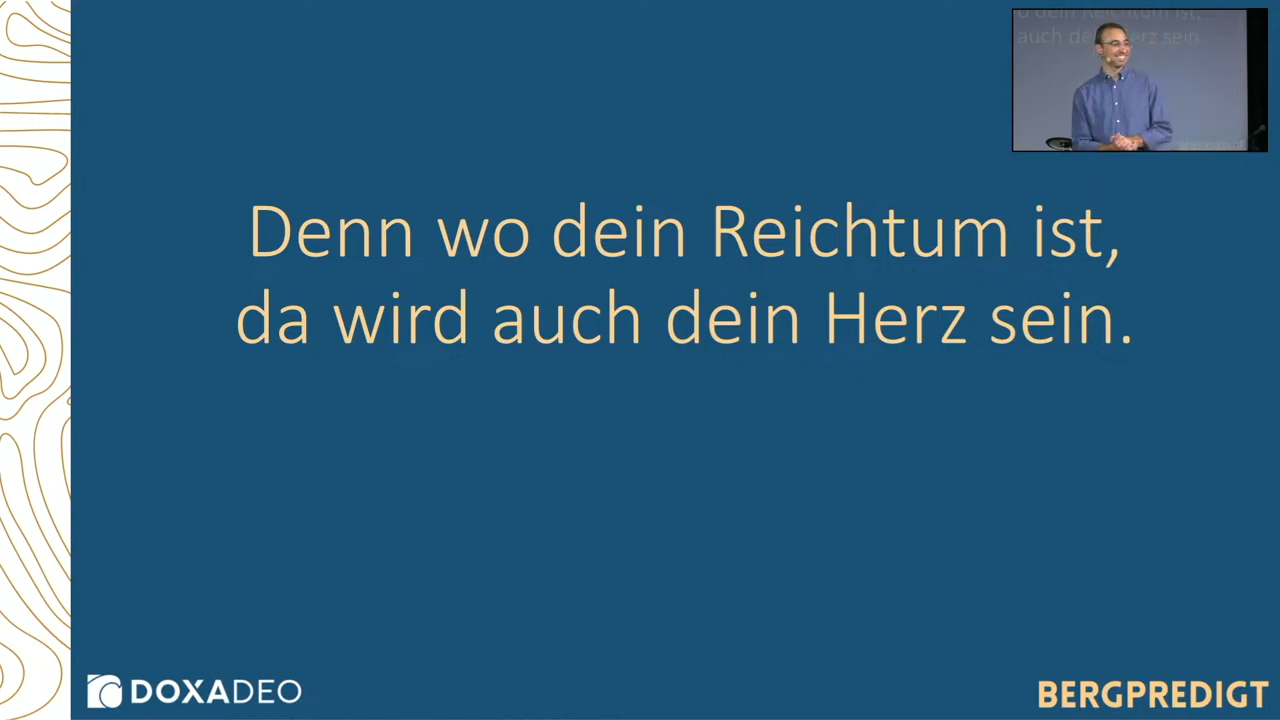 Denn wo dein Reichtum ist,
da wird auch dein Herz sein.
DOXADEO
BERGPREDIGT